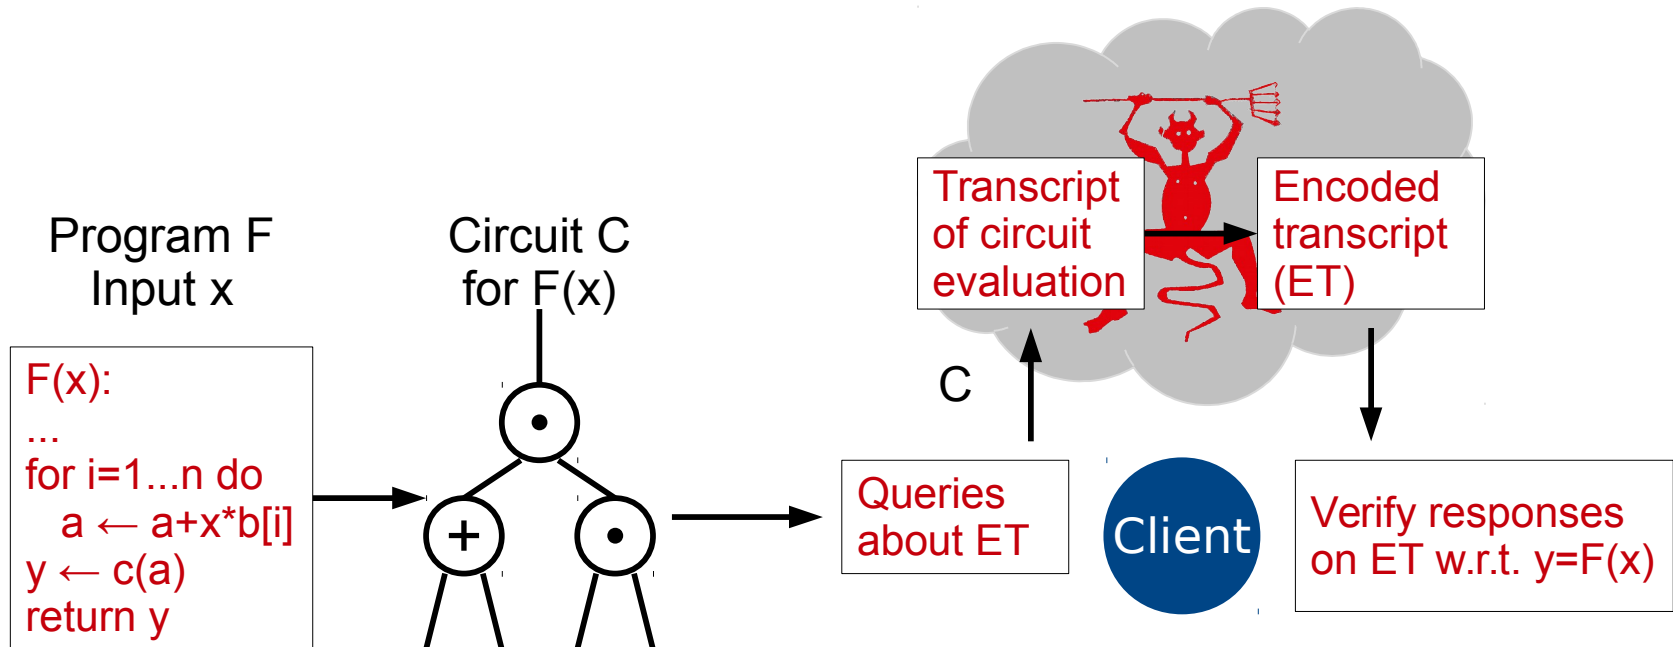 Program F
Input x
F(x):
...
for i=1...n do
a ← a+x*b[i]
y ← c(a)
return y
Circuit C
for F(x)
•
+
•
Queries
about ET
C
Transcript
of circuit
evaluation
Encoded
transcript
(ET)
Client
Verify responses
on ET w.r.t. y=F(x)